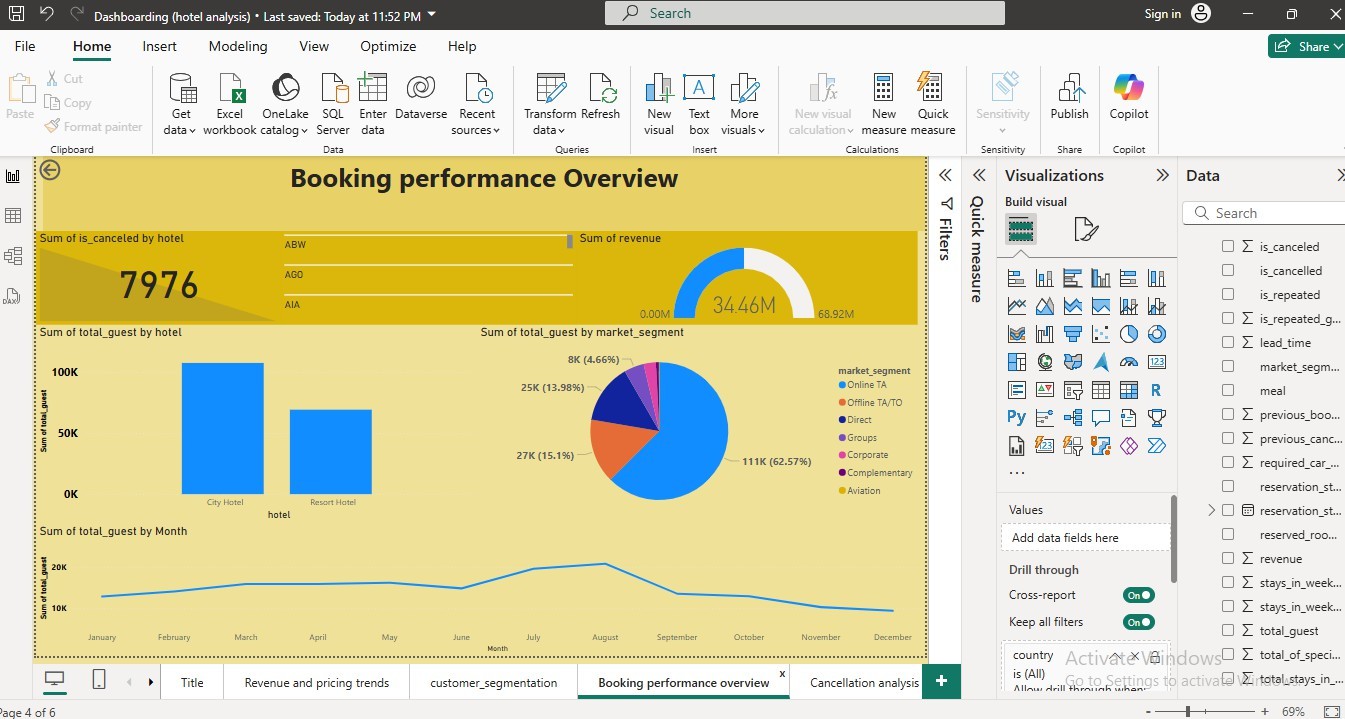 Dashboarding (hotel analysis) • Last saved: Today at 11:52 PM
Search
Sign in
File Home Insert Modeling View Optimize Help
Share
Paste
Cut
Copy
Format painter
Clipboard
Get data
Excel workbook
OneLake catalog
SQL Server
Enter data
Dataverse
Recent sources
Data
Transform data
Refresh
Queries
New visual
Text box
More visuals
Insert
New visual calculation
New measure
Quick measure
Calculations
Sensitivity
Sensitivity
Publish
Share
Copilot
Copilot
Booking performance Overview
Sum of is_canceled by hotel
7976
ABW
AGO
AIA
Sum of revenue
34.46M
0.00M
68.92M
Sum of total_guest by hotel
Sum of total_guest
100K
50K
0K
City Hotel
Resort Hotel
hotel
Sum of total_guest by market_segment
8K (4.66%)
25K (13.98%)
27K (15.1%)
111K (62.57%)
market_segment
Online TA
Offline TA/TO
Direct
Groups
Corporate
Complementary
Aviation
Sum of total_guest by Month
Sum of total_guest
20K
10K
January February March April May June July August September October November December
Month
Filters
Quick measure
Visualizations
Build visual
123
R
Py
123
...
Values
Add data fields here
Drill through
Cross-report
On
Keep all filters
On
country
is (All)
Allow drill through when:
Data
Search
is_canceled
is_cancelled
is_repeated
is_repeated_g...
lead_time
market_segm...
meal
previous_boo...
previous_canc...
required_car_...
reservation_st...
reservation_st...
reserved_roo...
revenue
stays_in_week...
stays_in_week...
total_guest
total_of_speci...
total_stays_in_...
Activate Windows
Go to Settings to activate Windows.
Title
Revenue and pricing trends
customer_segmentation
Booking performance overview
x
Cancellation analysis
+
Page 4 of 6
- + 69%